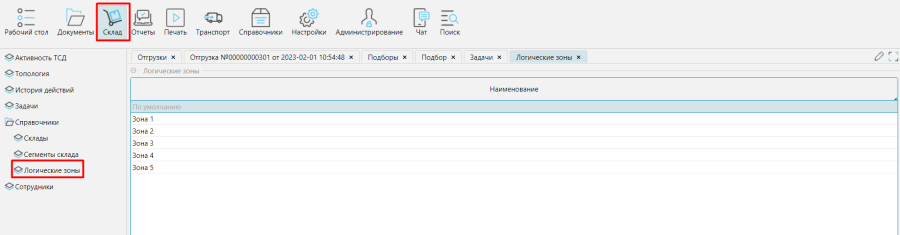 Рабочий стол Документы Склад Отчеты Печать Транспорт Справочники Настройки Администрирование Чат Поиск
Активность ТСД
Топология
История действий
Задачи
Справочники
Склады
Сегменты склада
Логические зоны
Сотрудники
Отгрузки × Отгрузка №00000000301 от 2023-02-01 10:54:48 × Подборы × Подбор × Задачи × Логические зоны ×
Логические зоны
Наименование
По умолчанию
Зона 1
Зона 2
Зона 3
Зона 4
Зона 5